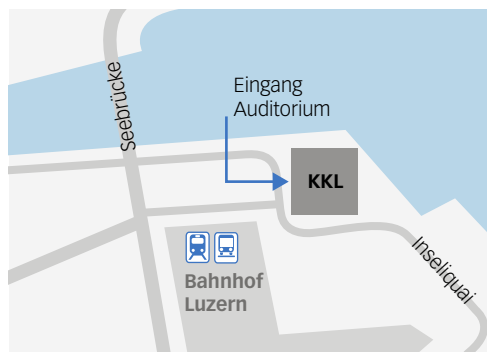 Seebrücke
Eingang
Auditorium
KKL
Bahnhof
Luzern
Inseliquai